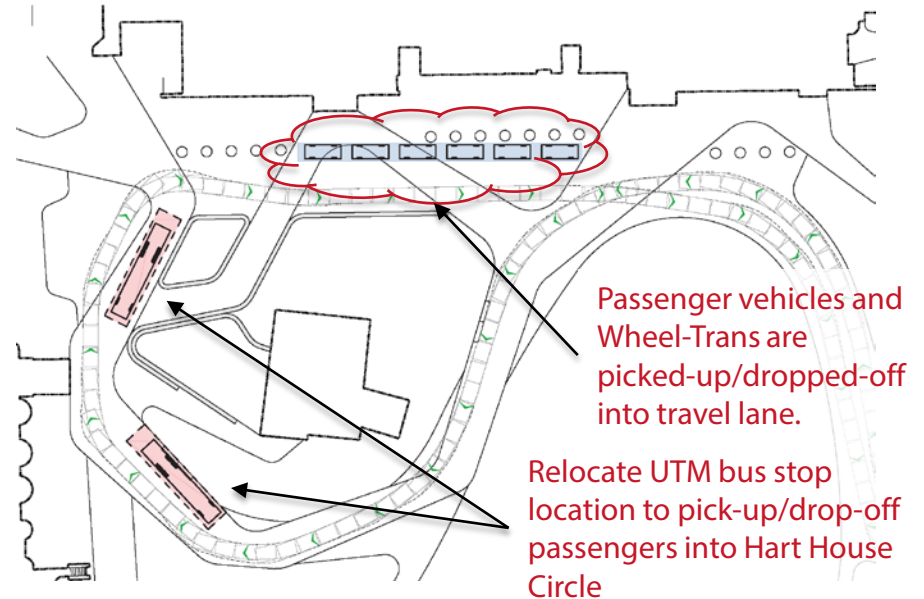 Passenger vehicles and
Wheel-Trans are
picked-up/dropped-off
into travel lane.
Relocate UTM bus stop
location to pick-up/drop-off
passengers into Hart House
Circle